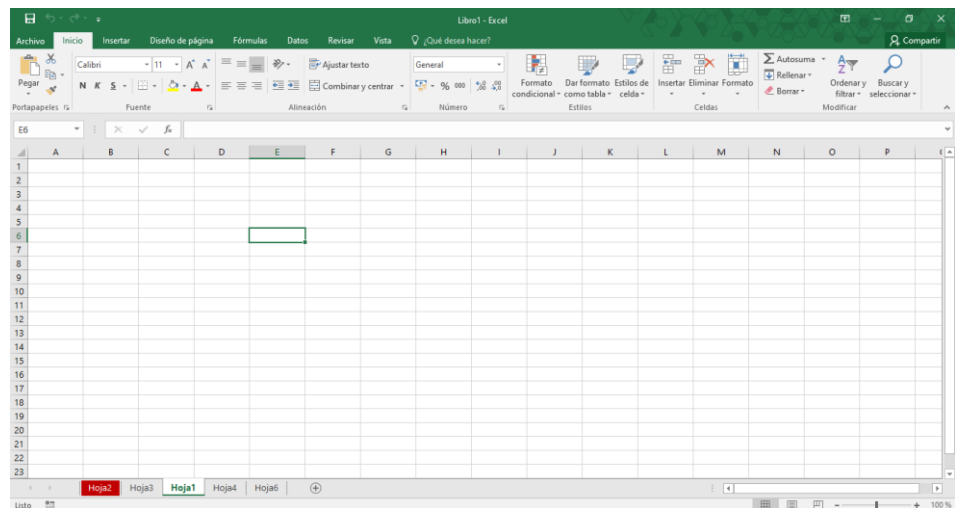 Libro1 - Excel
Archivo Inicio Insertar Diseño de página Fórmulas Datos Revisar Vista ¿Qué desea hacer? Compartir
Pegar
Calibri 11 A A
N K S A
Ajustar texto
Combinar y centrar
General
% 000
Formato condicional
Dar formato como tabla
Estilos de celda
Insertar Eliminar Formato
Autosuma
Rellenar
Borrar
Ordenar y filtrar
Buscar y seleccionar
Portapapeles Fuente Alineación Número Estilos Celdas Modificar
E6 fx
A B C D E F G H I J K L M N O P
1
2
3
4
5
6
7
8
9
10
11
12
13
14
15
16
17
18
19
20
21
22
23
Hoja2 Hoja3 Hoja1 Hoja4 Hoja6
Listo 100 %